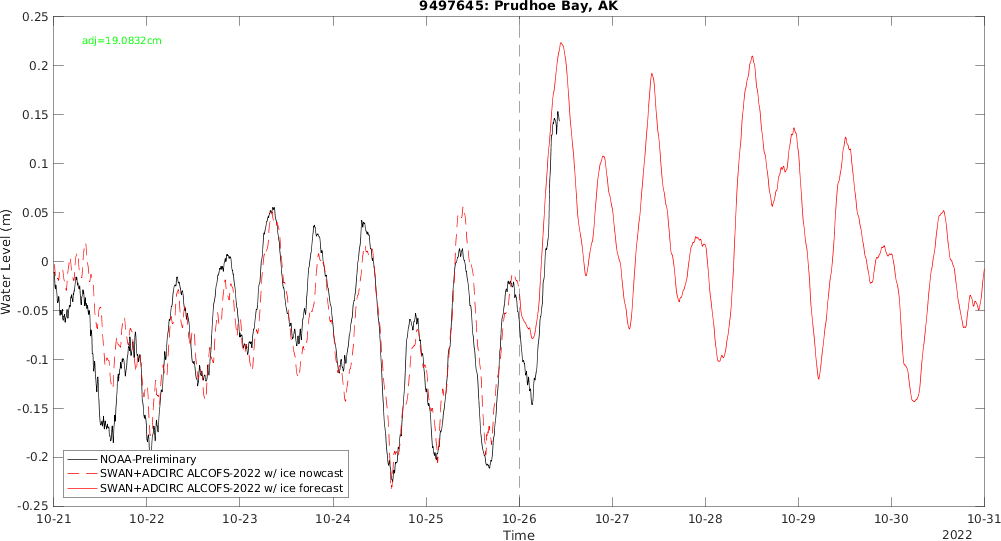 9497645: Prudhoe Bay, AK
0.25
adj=19.0832cm
0.2
0.15
0.1
0.05
0
-0.05
-0.1
-0.15
-0.2
-0.25
Water Level (m)
NOAA-Preliminary
SWAN+ADCIRC ALCOFS-2022 w/ ice nowcast
SWAN+ADCIRC ALCOFS-2022 w/ ice forecast
10-21 10-22 10-23 10-24 10-25 10-26 10-27 10-28 10-29 10-30 10-31
Time
2022